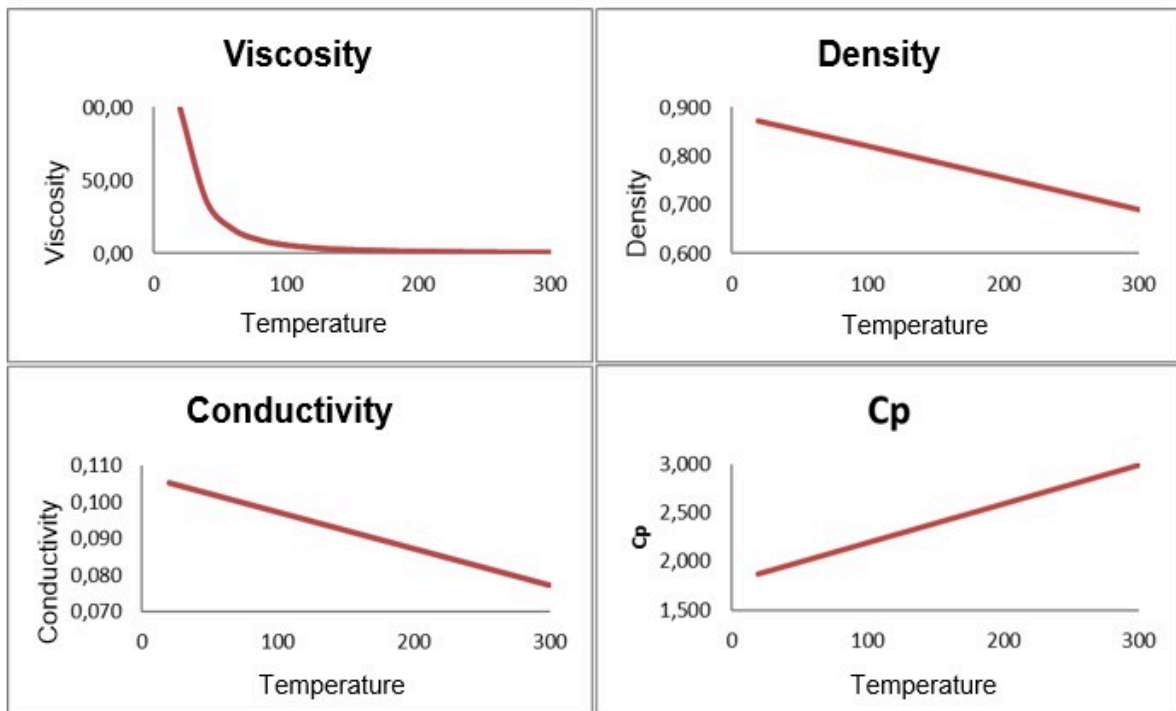 Viscosity
00,00
50,00
0,00
Viscosity
0 100 200 300
Temperature
Density
0,900
0,800
0,700
0,600
Density
0 100 200 300
Temperature
Conductivity
0,110
0,100
0,090
0,080
0,070
Conductivity
0 100 200 300
Temperature
Cp
3,000
2,500
2,000
1,500
Cp
0 100 200 300
Temperature